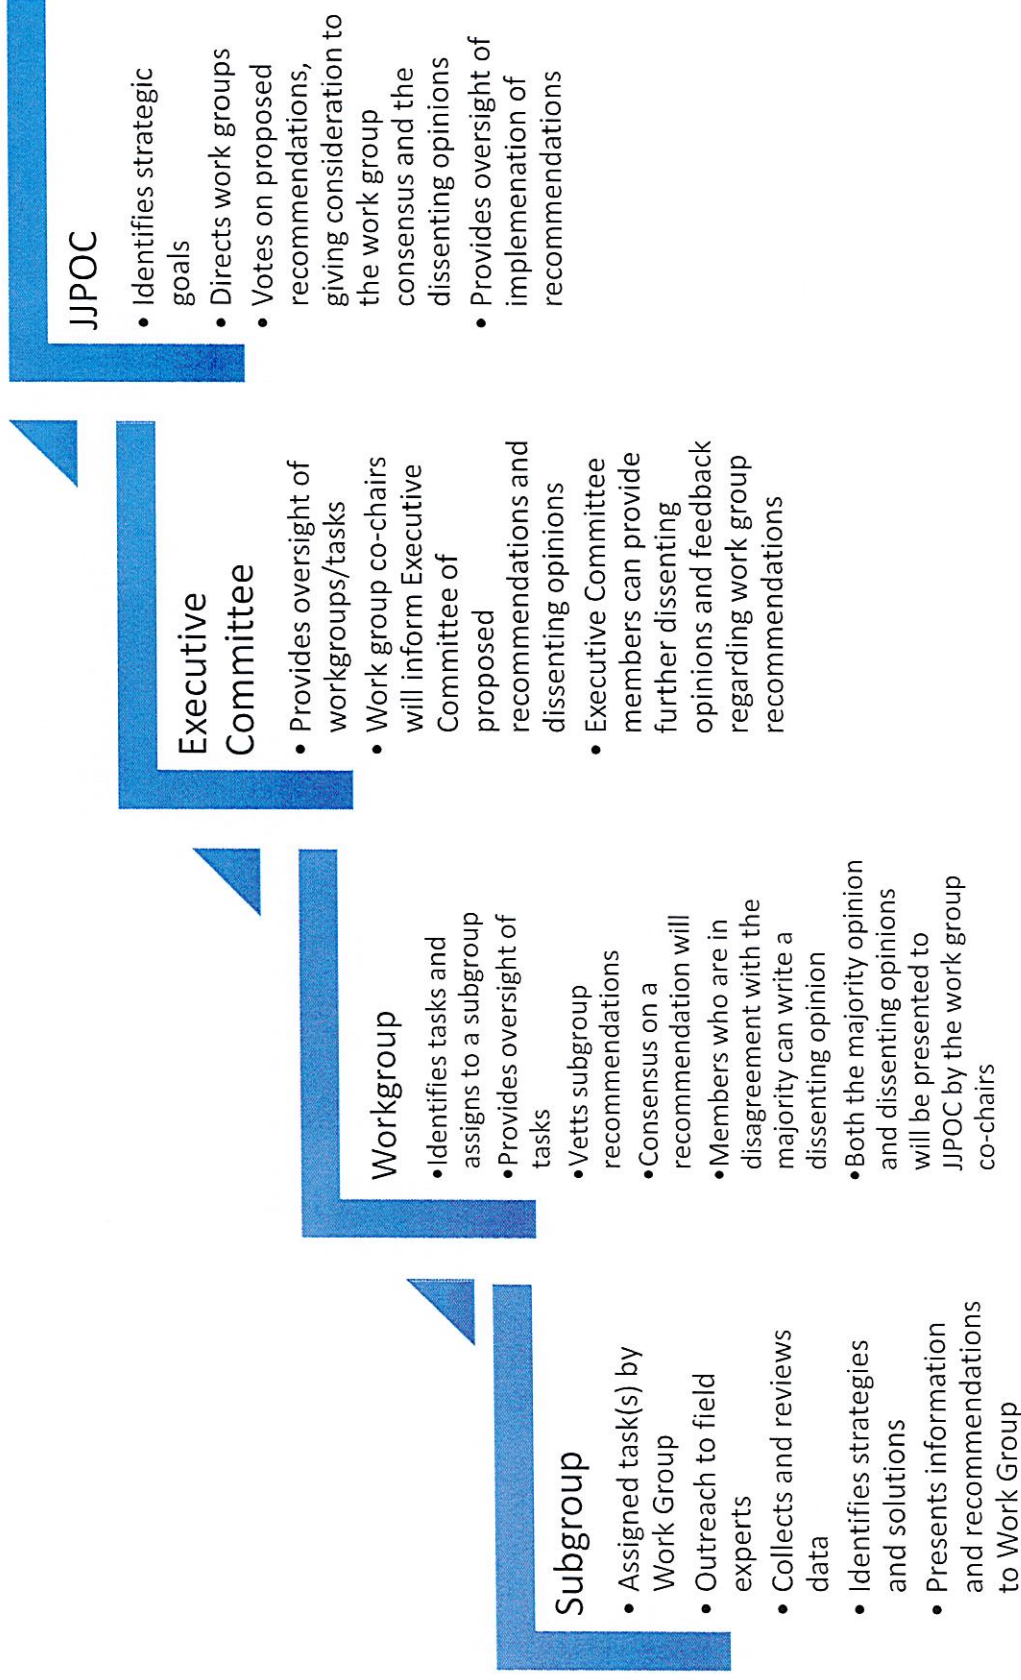 Subgroup
• Assigned task(s) by
Work Group
• Outreach to field
experts
• Collects and reviews
data
• Identifies strategies
and solutions
• Presents information
and recommendations
to Work Group
Workgroup
•Identifies tasks and
assigns to a subgroup
•Provides oversight of
tasks
•Vetts subgroup
recommendations
•Consensus on a
recommendation will
•Members who are in
disagreement with the
majority can write a
dissenting opinion
•Both the majority opinion
and dissenting opinions
will be presented to
JJPOC by the work group
co-chairs
Executive
Committee
• Provides oversight of
workgroups/tasks
• Work group co-chairs
will inform Executive
Committee of
proposed
recommendations and
dissenting opinions
• Executive Committee
members can provide
further dissenting
opinions and feedback
regarding work group
recommendations
JJPOC
• Identifies strategic
goals
• Directs work groups
• Votes on proposed
recommendations,
giving consideration to
the work group
consensus and the
dissenting opinions
• Provides oversight of
implemenation of
recommendations